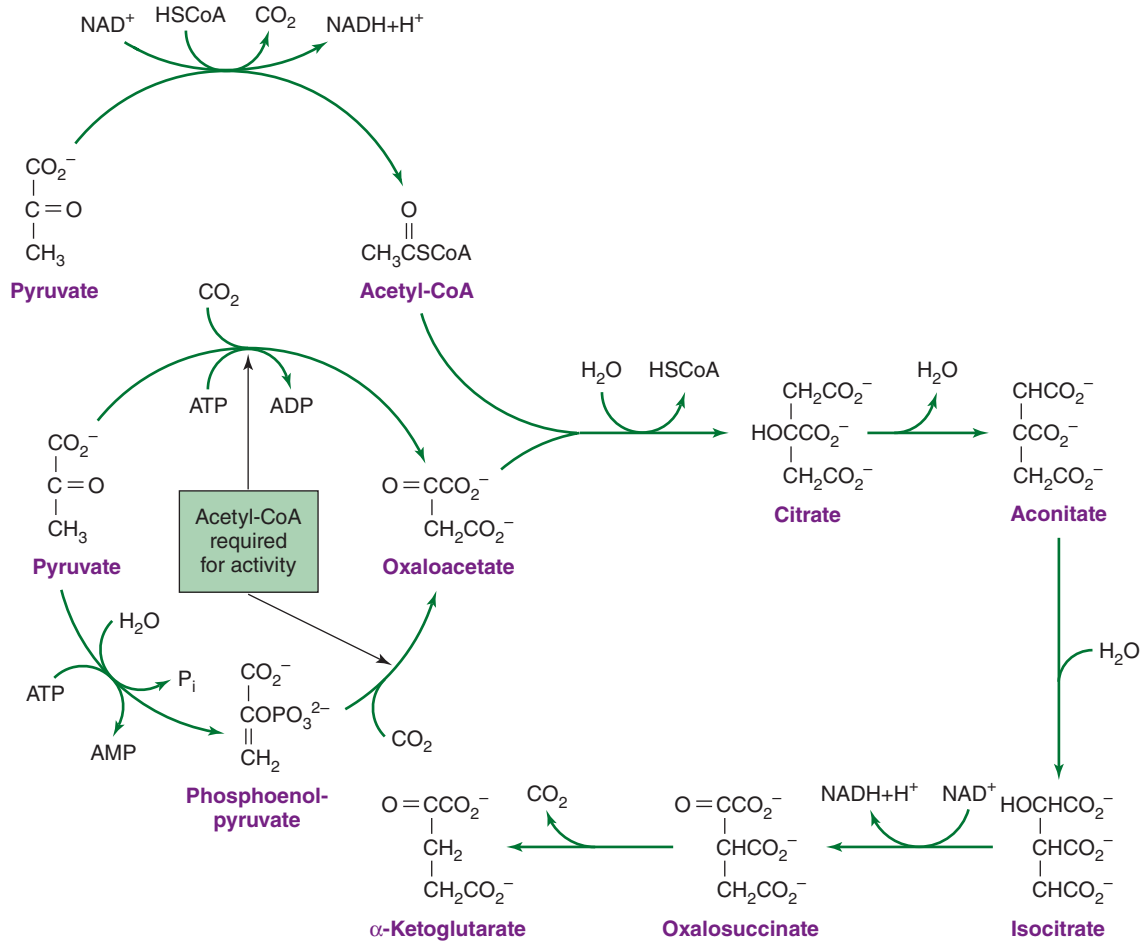 NAD⁺ HSCoA CO₂ NADH+H⁺
CO₂⁻
C=O
CH₃
Pyruvate
O
CH₃CSCoA
Acetyl-CoA
CO₂
ATP ADP
CO₂⁻
C=O
CH₃
Pyruvate
Acetyl-CoA
required
for activity
O=CCO₂⁻
CH₂CO₂⁻
Oxaloacetate
H₂O HSCoA
CH₂CO₂⁻
HOCCO₂⁻
CH₂CO₂⁻
Citrate
H₂O
CHCO₂⁻
CCO₂⁻
CH₂CO₂⁻
Aconitate
H₂O
ATP
Pᵢ
AMP
CO₂⁻
COPO₃²⁻
CH₂
Phosphoenol-
pyruvate
CO₂
H₂O
HOCHCO₂⁻
CHCO₂⁻
CHCO₂⁻
Isocitrate
NADH+H⁺ NAD⁺
O=CCO₂⁻
CHCO₂⁻
CH₂CO₂⁻
Oxalosuccinate
CO₂
O=CCO₂⁻
CH₂
CH₂CO₂⁻
α-Ketoglutarate